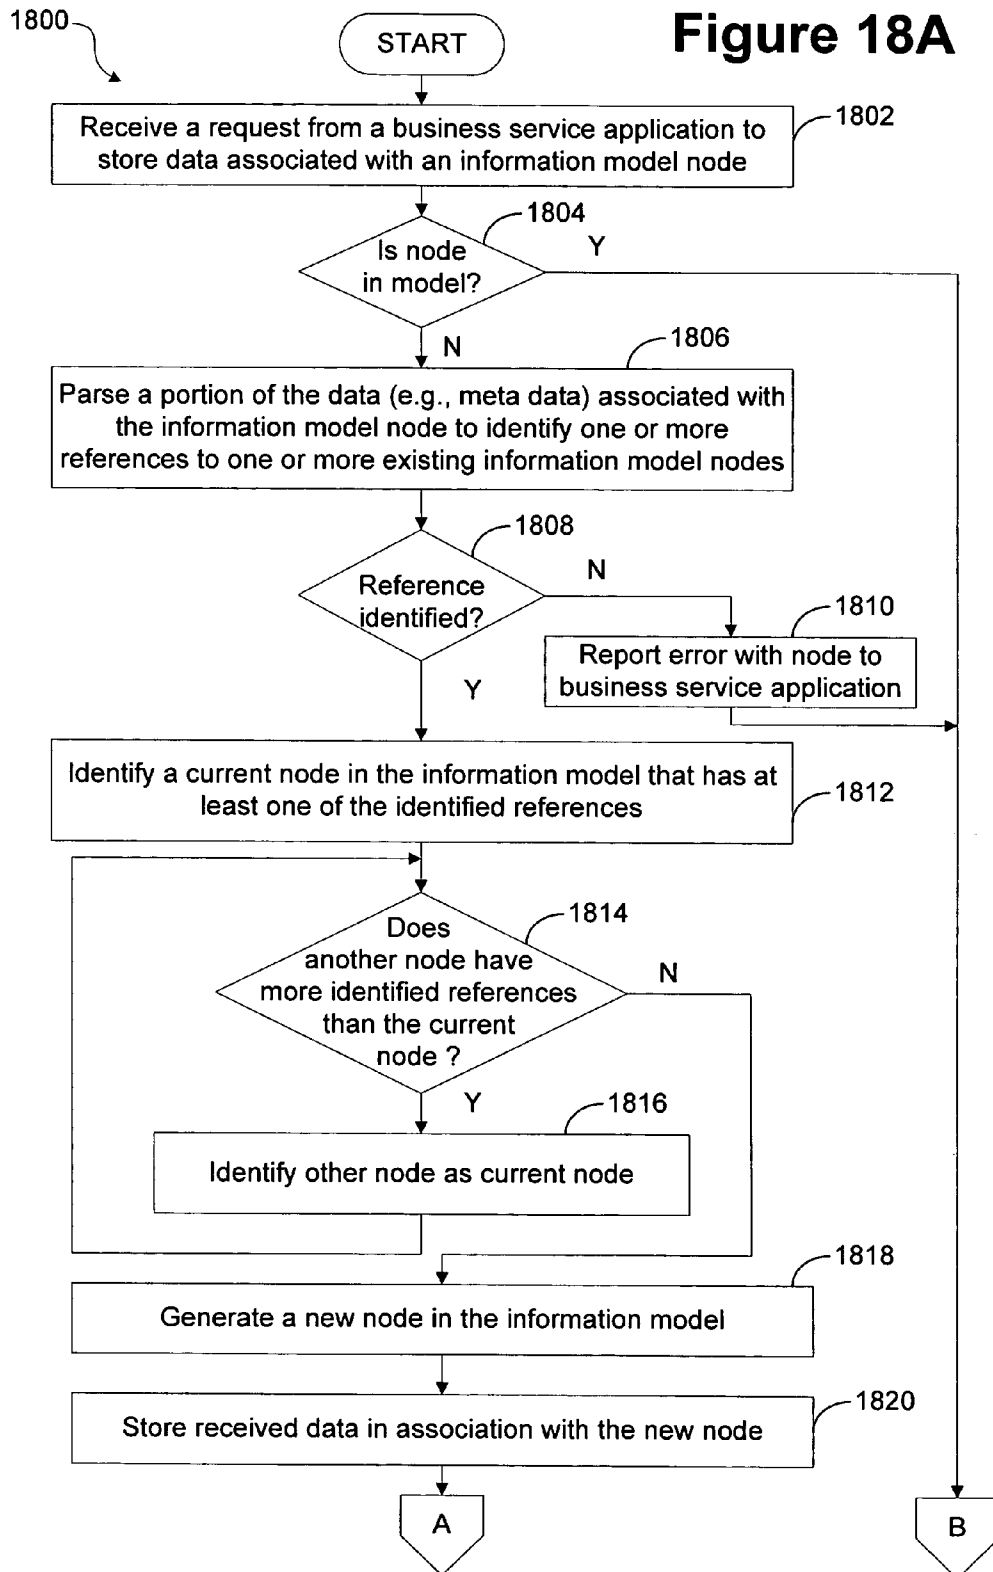 1800
START
Figure 18A
Receive a request from a business service application to
store data associated with an information model node
1802
1804
Is node
in model?
Y
N
1806
Parse a portion of the data (e.g., meta data) associated with
the information model node to identify one or more
references to one or more existing information model nodes
1808
Reference
identified?
N
Y
1810
Report error with node to
business service application
Identify a current node in the information model that has at
least one of the identified references
1812
Does
another node have
more identified references
than the current
node ?
1814
N
Y
1816
Identify other node as current node
1818
Generate a new node in the information model
1820
Store received data in association with the new node
A
B